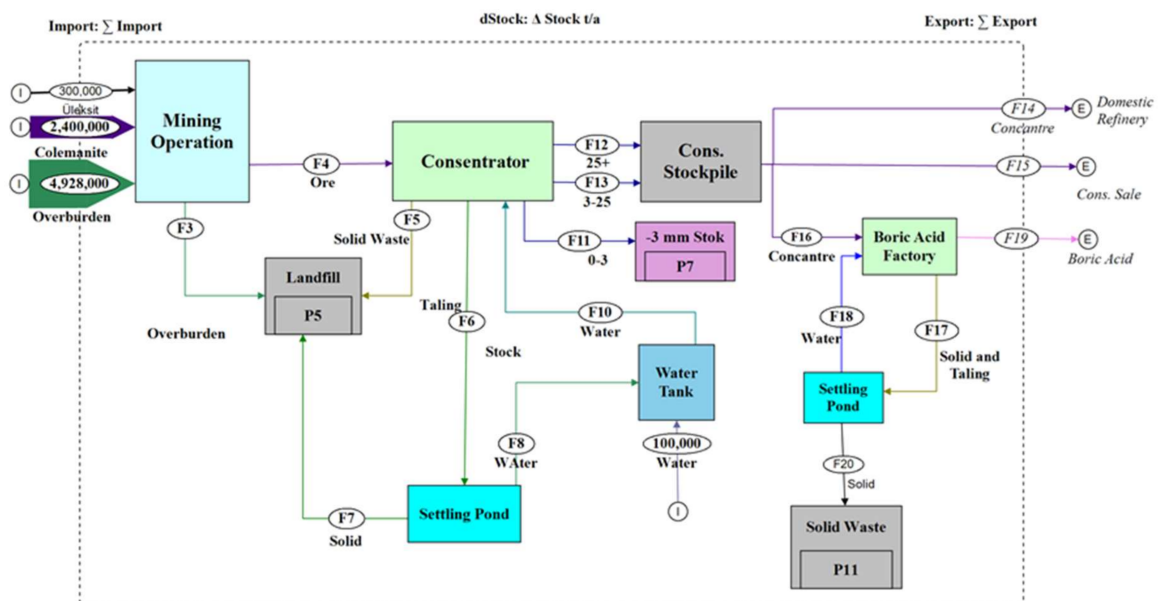 Import: ∑ Import
dStock: Δ Stock t/a
Export: ∑ Export
I
300,000
Üleksit
I
2,400,000
Colemanite
I
4,928,000
Overburden
Mining
Operation
F4
Ore
Consentrator
F12
25+
F13
3-25
Cons.
Stockpile
F14
Concantre
E
Domestic
Refinery
F15
E
Cons. Sale
F3
F5
Solid Waste
F11
0-3
-3 mm Stok
P7
F16
Concantre
Boric Acid
Factory
F19
E
Boric Acid
Landfill
P5
Overburden
Taling
F6
Stock
F10
Water
F18
Water
F17
Solid and
Taling
Water
Tank
Settling
Pond
F8
WAter
100,000
Water
F20
Solid
F7
Solid
Settling Pond
I
Solid Waste
P11